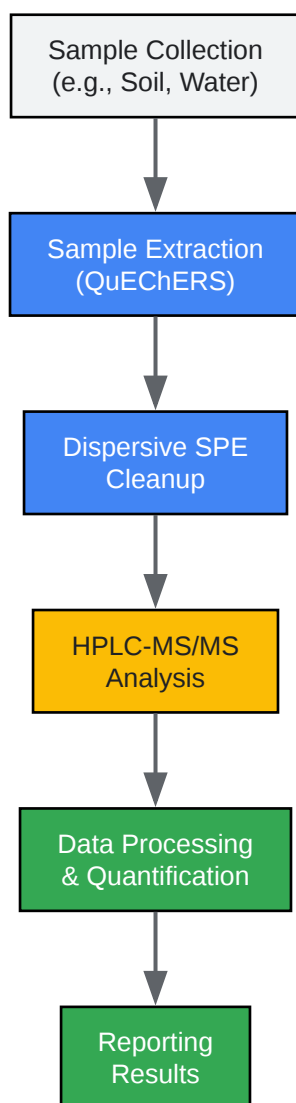 Sample Collection
(e.g., Soil, Water)
Sample Extraction
(QuEChERS)
Dispersive SPE
Cleanup
HPLC-MS/MS
Analysis
Data Processing
& Quantification
Reporting
Results